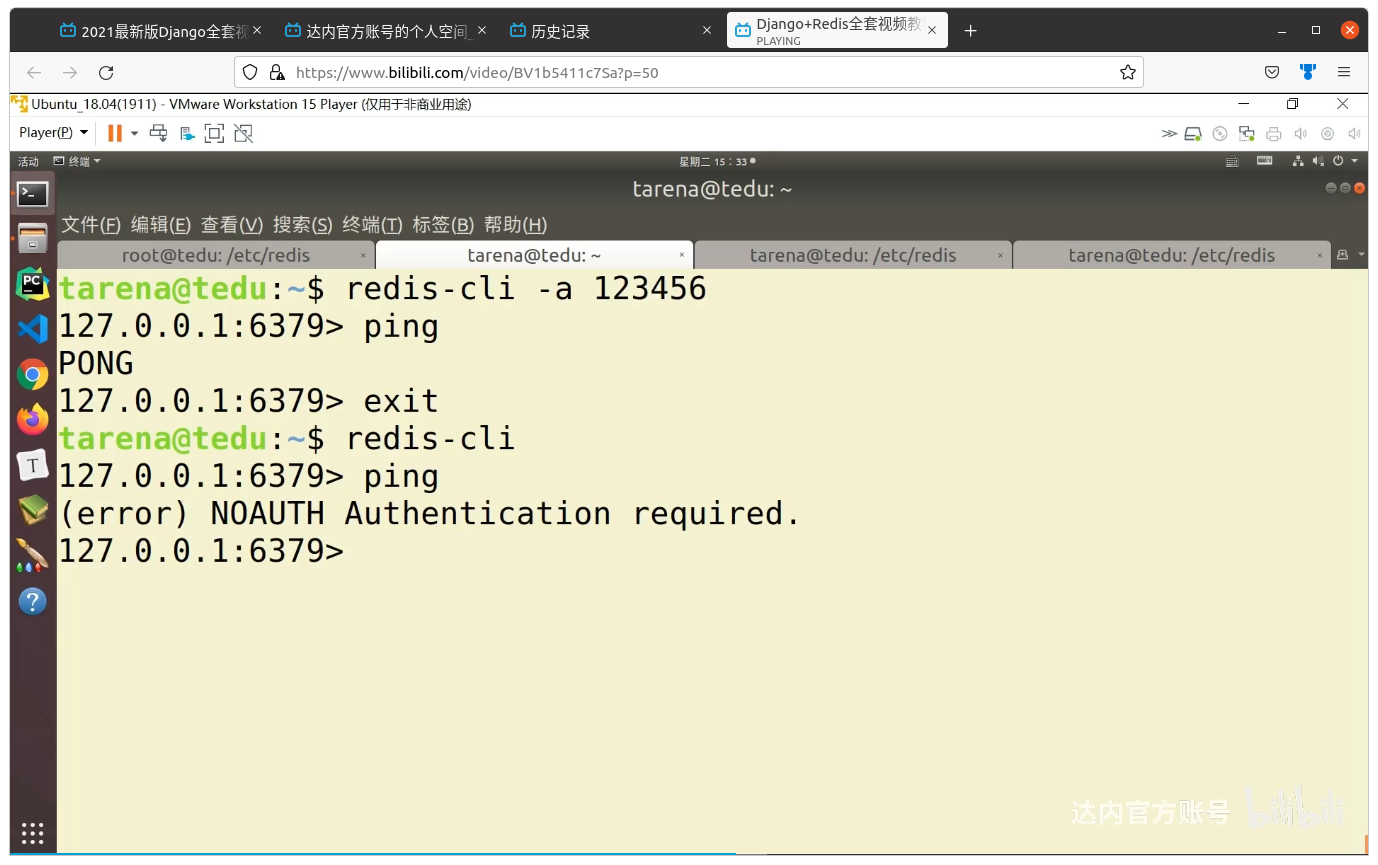 2021最新版Django全套视
达内官方账号的个人空间_
历史记录
Django+Redis全套视频教
PLAYING
https://www.bilibili.com/video/BV1b5411c7Sa?p=50
Ubuntu_18.04(1911) - VMware Workstation 15 Player (仅用于非商业用途)
Player(P)
活动 终端 星期二 15：33
tarena@tedu: ~
文件(F) 编辑(E) 查看(V) 搜索(S) 终端(T) 标签(B) 帮助(H)
root@tedu: /etc/redis
tarena@tedu: ~
tarena@tedu: /etc/redis
tarena@tedu: /etc/redis
tarena@tedu:~$ redis-cli -a 123456
127.0.0.1:6379> ping
PONG
127.0.0.1:6379> exit
tarena@tedu:~$ redis-cli
127.0.0.1:6379> ping
(error) NOAUTH Authentication required.
127.0.0.1:6379>
达内官方账号 bilibili